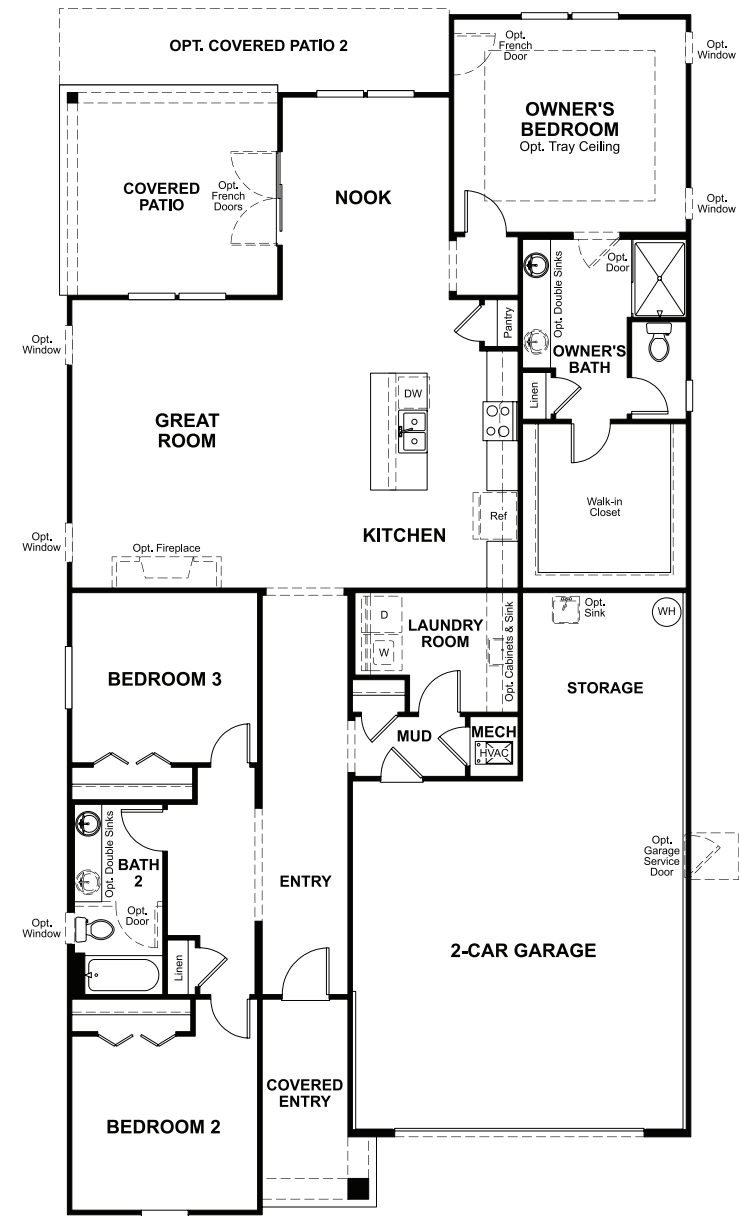 OPT. COVERED PATIO 2
Opt.
French
Door
Opt.
Window
OWNER'S
BEDROOM
Opt. Tray Ceiling
COVERED
PATIO
Opt.
French
Doors
NOOK
Opt.
Window
Opt. Double Sinks
Opt.
Door
Pantry
Opt.
Window
OWNER'S
BATH
DW
Linen
GREAT
ROOM
Walk-in
Closet
Ref
KITCHEN
Opt.
Window
Opt. Fireplace
D
W
LAUNDRY
ROOM
Opt. Cabinets & Sink
Opt.
Sink
WH
BEDROOM 3
STORAGE
MUD
MECH
HVAC
Opt. Double Sinks
BATH
2
Opt.
Door
Opt.
Garage
Service
Door
ENTRY
Opt.
Window
Linen
2-CAR GARAGE
COVERED
ENTRY
BEDROOM 2